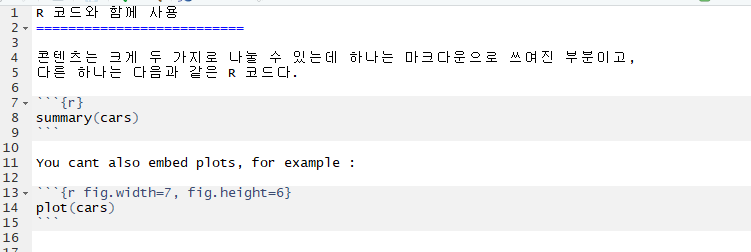 1 R 코드와 함께 사용
2 ==========================
3
4 콘텐츠는 크게 두 가지로 나눌 수 있는데 하나는 마크다운으로 쓰여진 부분이고,
5 다른 하나는 다음과 같은 R 코드다.
6
7 ```{r}
8 summary(cars)
9 ```
10
11 You cant also embed plots, for example :
12
13 ```{r fig.width=7, fig.height=6}
14 plot(cars)
15 ```
16